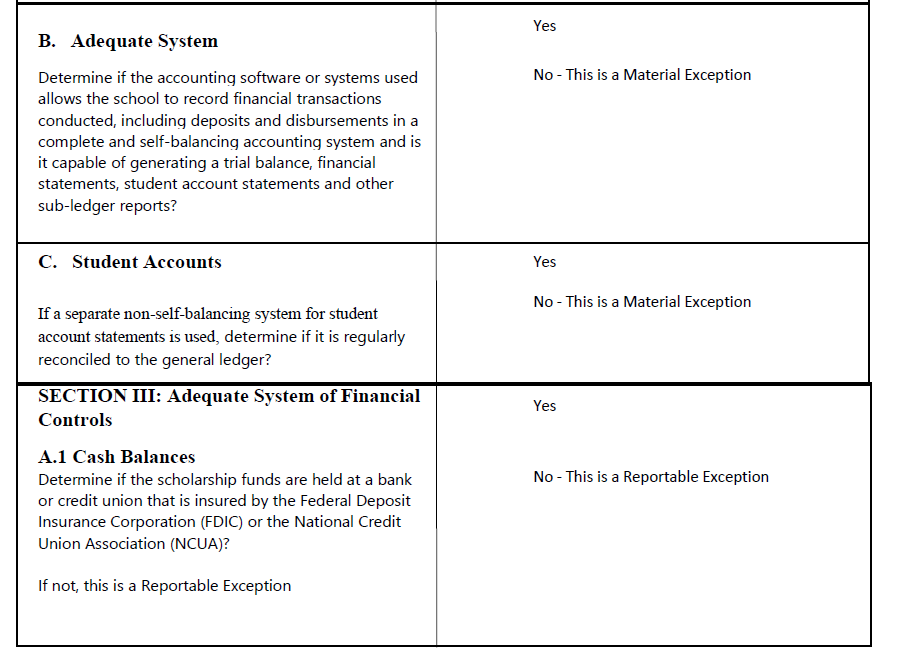 B. Adequate System
Determine if the accounting software or systems used
allows the school to record financial transactions
conducted, including deposits and disbursements in a
complete and self-balancing accounting system and is
it capable of generating a trial balance, financial
statements, student account statements and other
sub-ledger reports?
Yes
No - This is a Material Exception
C. Student Accounts
If a separate non-self-balancing system for student
account statements is used, determine if it is regularly
reconciled to the general ledger?
Yes
No - This is a Material Exception
SECTION III: Adequate System of Financial
Controls
A.1 Cash Balances
Determine if the scholarship funds are held at a bank
or credit union that is insured by the Federal Deposit
Insurance Corporation (FDIC) or the National Credit
Union Association (NCUA)?
If not, this is a Reportable Exception
Yes
No - This is a Reportable Exception